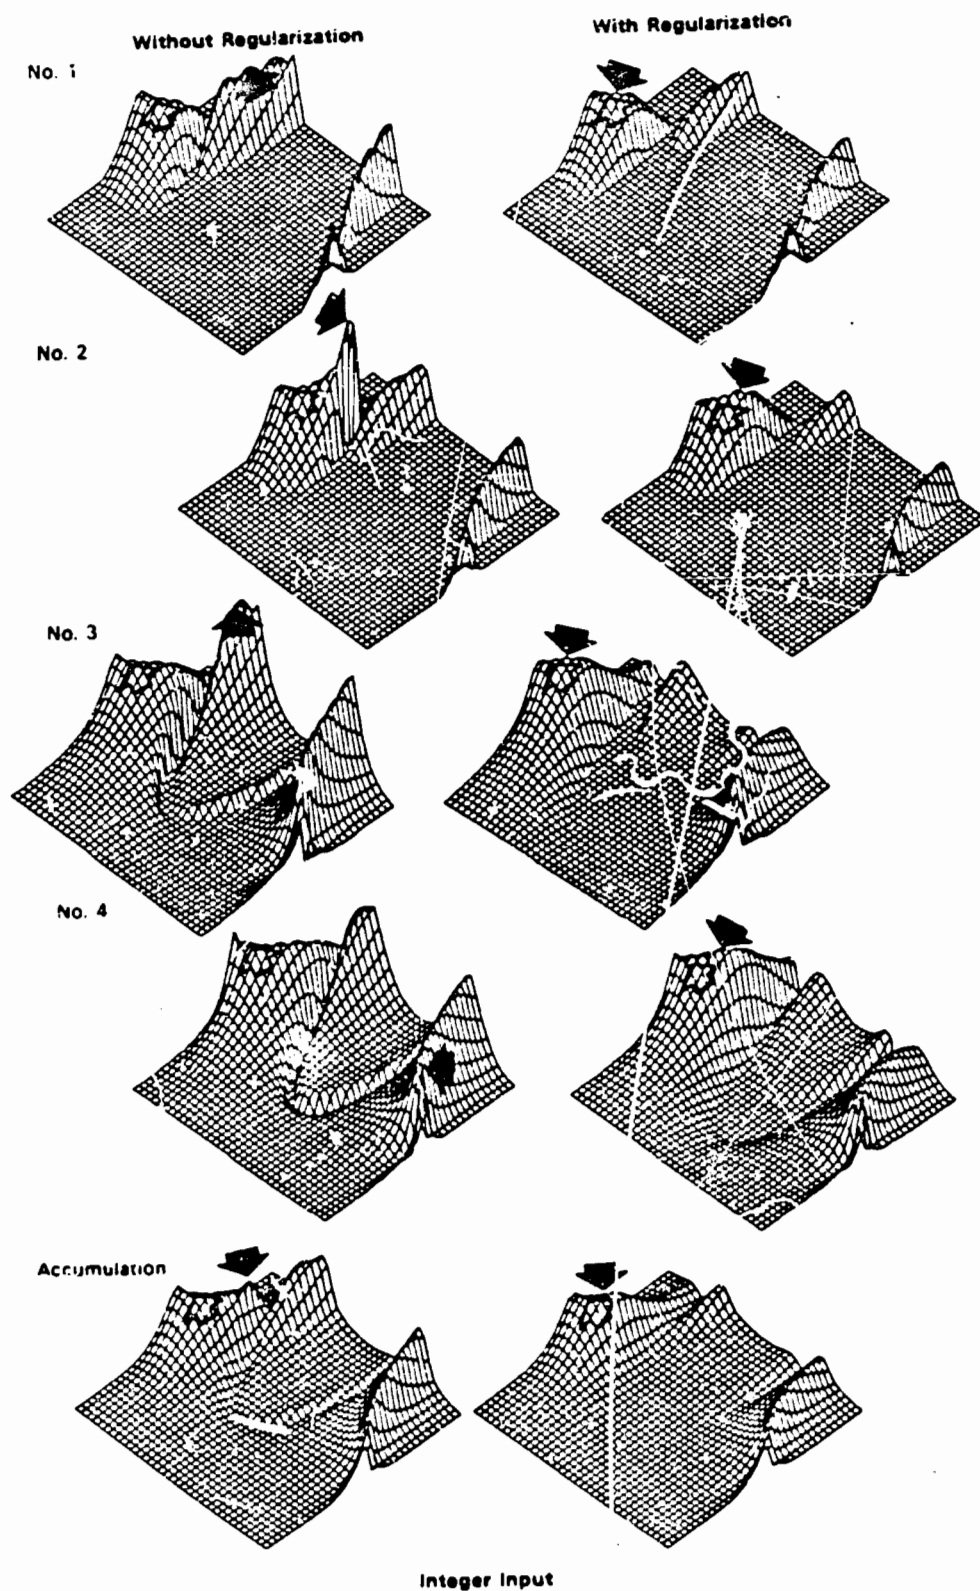 Without Regularization
With Regularization
No. 1
No. 2
No. 3
No. 4
Accumulation
Integer Input